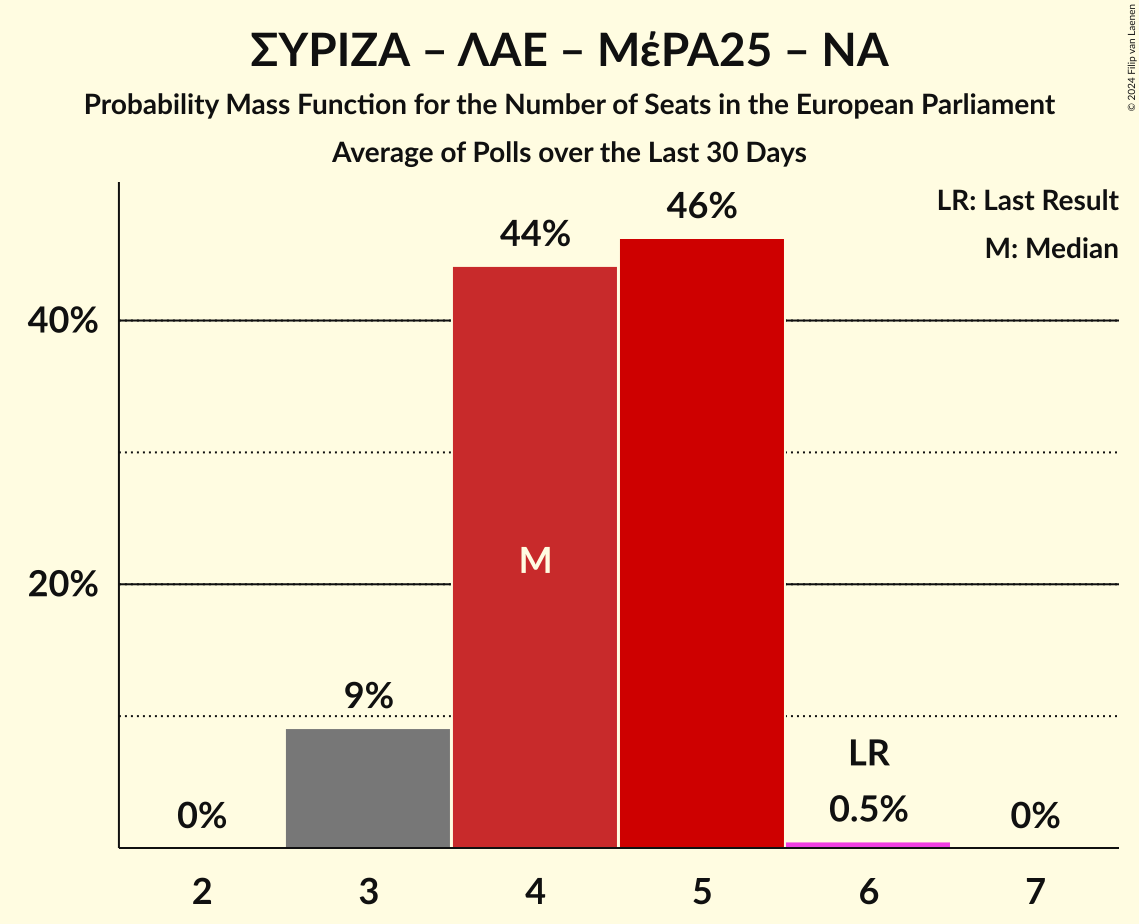 ΣΥΡΙΖΑ – ΛΑΕ – ΜέΡΑ25 – ΝΑ
Probability Mass Function for the Number of Seats in the European Parliament
Average of Polls over the Last 30 Days
© 2024 Filip van Laenen
LR: Last Result
M: Median
46%
44%
40%
M
20%
9%
LR
0%
0.5%
0%
2 3 4 5 6 7